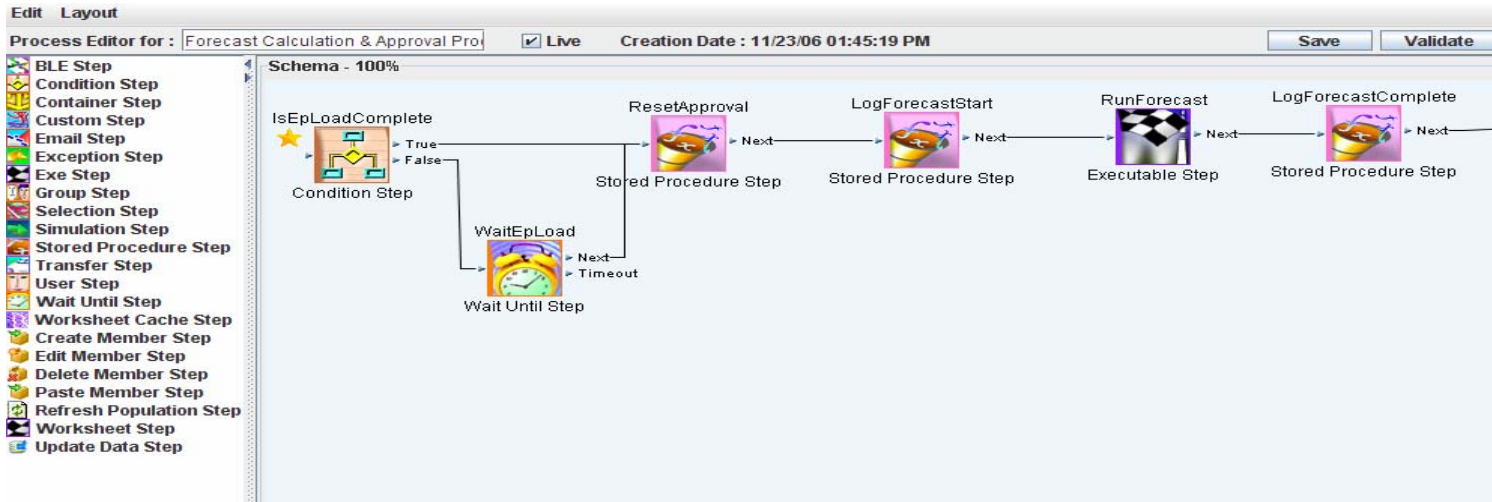 Edit Layout
Process Editor for : Forecast Calculation & Approval Pro Live Creation Date : 11/23/06 01:45:19 PM Save Validate
BLE Step
Condition Step
Container Step
Custom Step
Email Step
Exception Step
Exe Step
Group Step
Selection Step
Simulation Step
Stored Procedure Step
Transfer Step
User Step
Wait Until Step
Worksheet Cache Step
Create Member Step
Edit Member Step
Delete Member Step
Paste Member Step
Refresh Population Step
Worksheet Step
Update Data Step
Schema - 100%
IsEpLoadComplete
True
False
Condition Step
WaitEpLoad
Next
Timeout
Wait Until Step
ResetApproval
Next
Stored Procedure Step
LogForecastStart
Next
Stored Procedure Step
RunForecast
Next
Executable Step
LogForecastComplete
Next
Stored Procedure Step